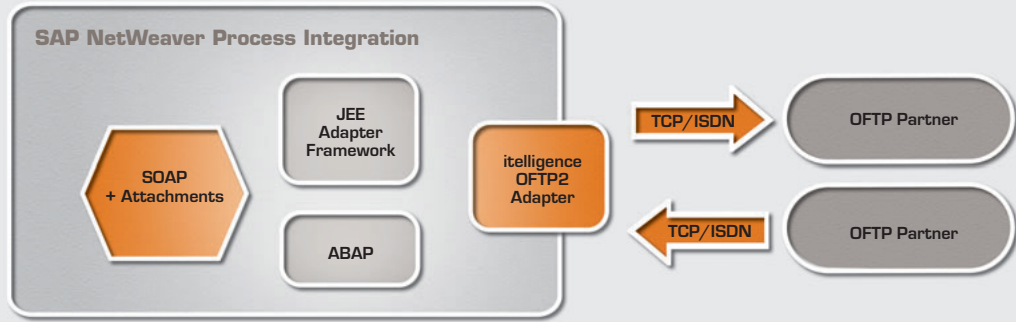 SAP NetWeaver Process Integration
SOAP
+ Attachments
JEE
Adapter
Framework
ABAP
itelligence
OFTP2
Adapter
TCP/ISDN
OFTP Partner
TCP/ISDN
OFTP Partner